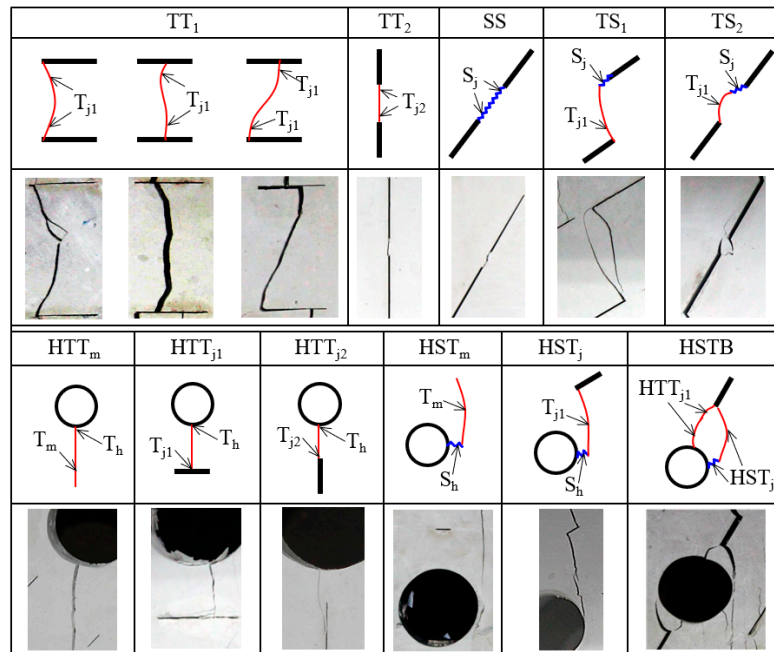 TT₁ TT₂ SS TS₁ TS₂
Tⱼ₁ Tⱼ₁ Tⱼ₁ Tⱼ₁ Tⱼ₂ Sⱼ Sⱼ Tⱼ₁ Sⱼ Tⱼ₁
HTTₘ HTTⱼ₁ HTTⱼ₂ HSTₘ HSTⱼ HSTB
Tₘ Tₕ Tⱼ₁ Tₕ Tⱼ₂ Tₕ Tₘ Sₕ Tⱼ₁ Sₕ HTTⱼ₁ HSTⱼ